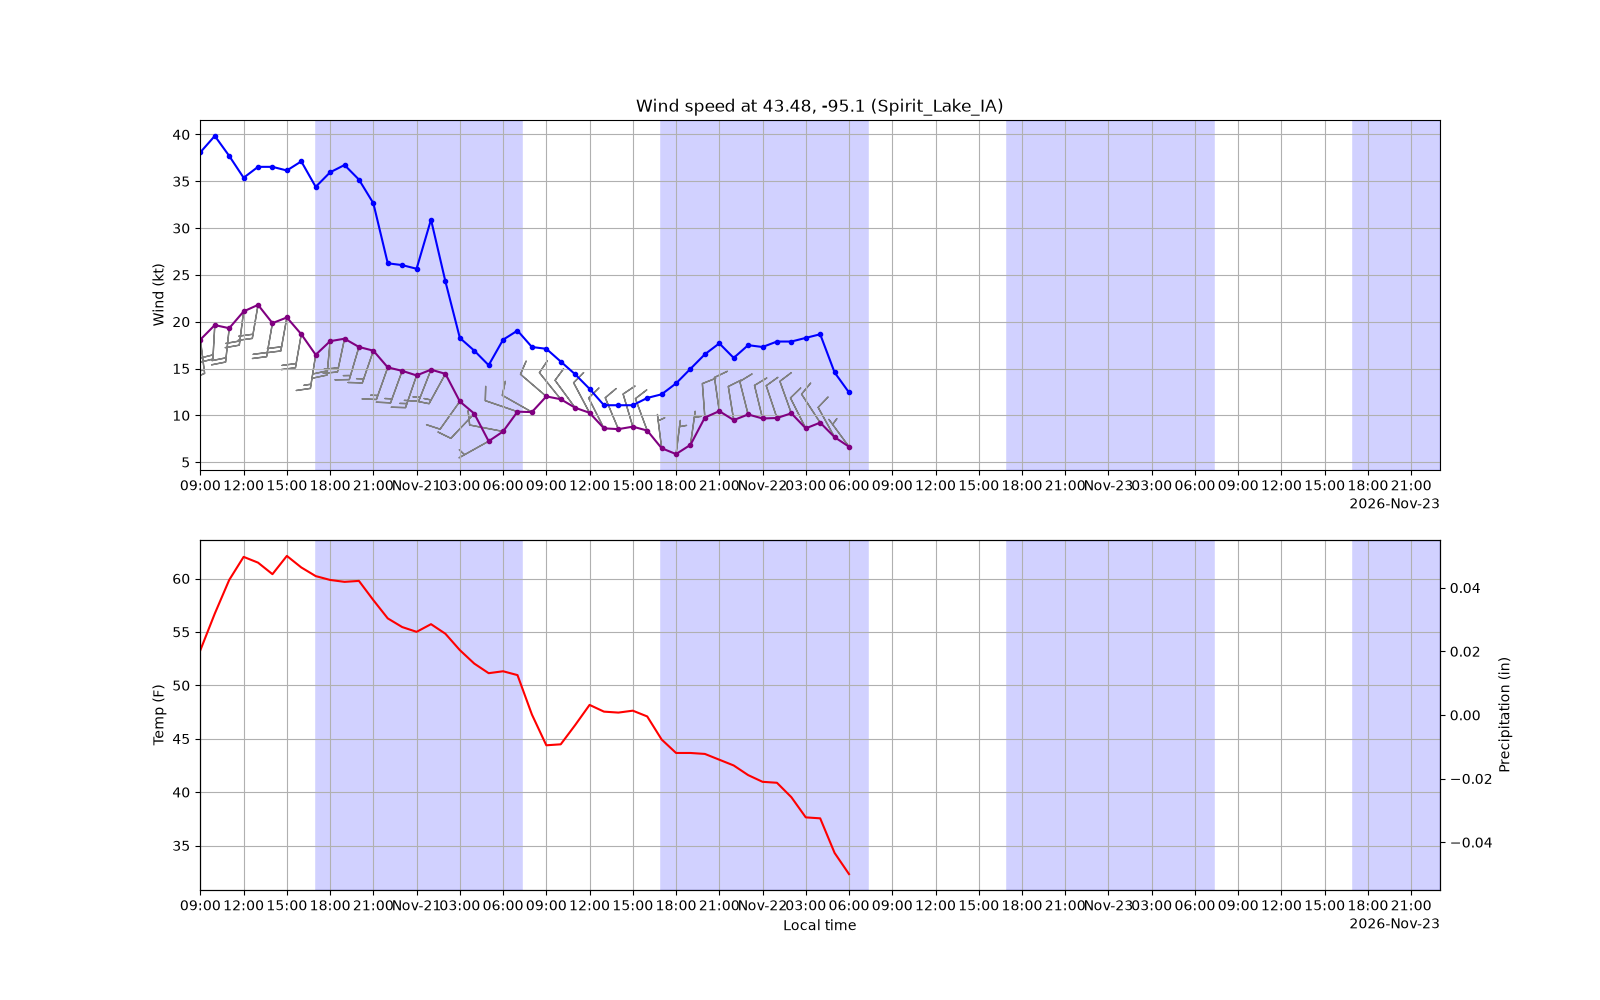 Wind speed at 43.48, -95.1 (Spirit_Lake_IA)
Wind (kt)
40
35
30
25
20
15
10
5
09:00 12:00 15:00 18:00 21:00 Nov-21 03:00 06:00 09:00 12:00 15:00 18:00 21:00 Nov-22 03:00 06:00 09:00 12:00 15:00 18:00 21:00 Nov-23 03:00 06:00 09:00 12:00 15:00 18:00 21:00
2026-Nov-23
Temp (F)
60
55
50
45
40
35
0.04
0.02
0.00
−0.02
−0.04
Precipitation (in)
09:00 12:00 15:00 18:00 21:00 Nov-21 03:00 06:00 09:00 12:00 15:00 18:00 21:00 Nov-22 03:00 06:00 09:00 12:00 15:00 18:00 21:00 Nov-23 03:00 06:00 09:00 12:00 15:00 18:00 21:00
Local time
2026-Nov-23